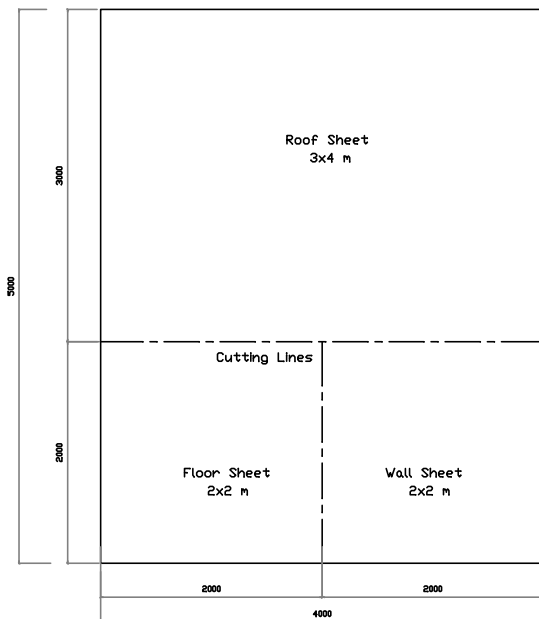 Roof Sheet
3x4 m
3000
5000
Cutting Lines
2000
Floor Sheet
2x2 m
Wall Sheet
2x2 m
2000
2000
4000